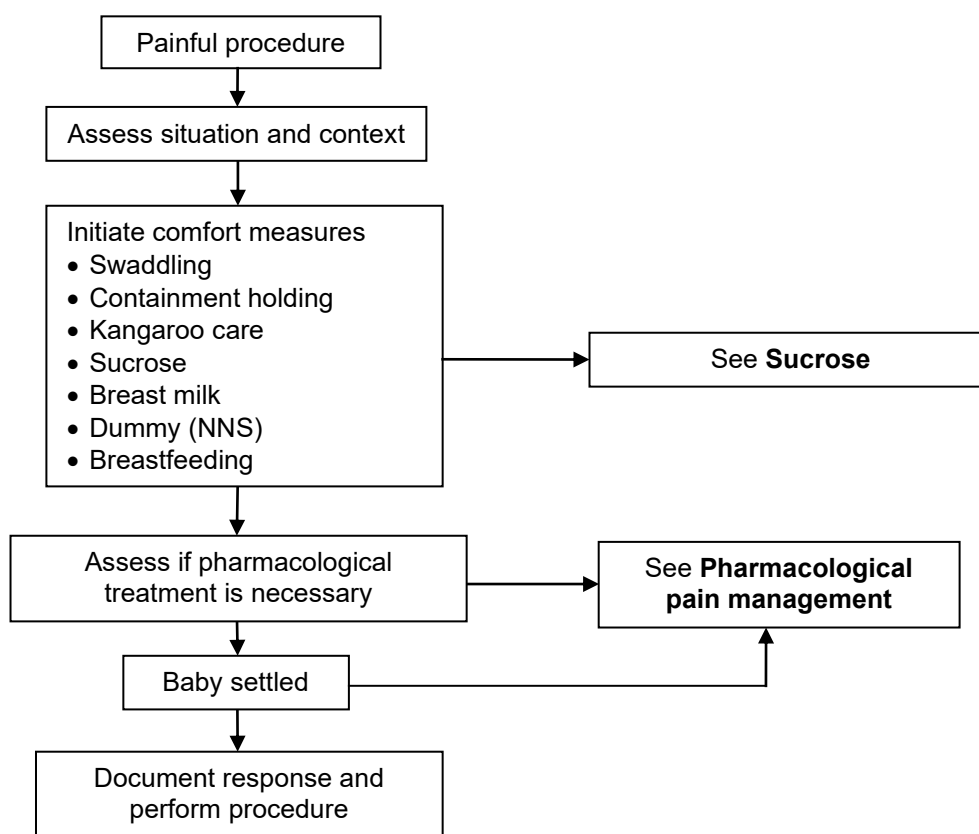 Painful procedure
Assess situation and context
Initiate comfort measures
• Swaddling
• Containment holding
• Kangaroo care
• Sucrose
• Breast milk
• Dummy (NNS)
• Breastfeeding
See Sucrose
Assess if pharmacological
treatment is necessary
See Pharmacological
pain management
Baby settled
Document response and
perform procedure